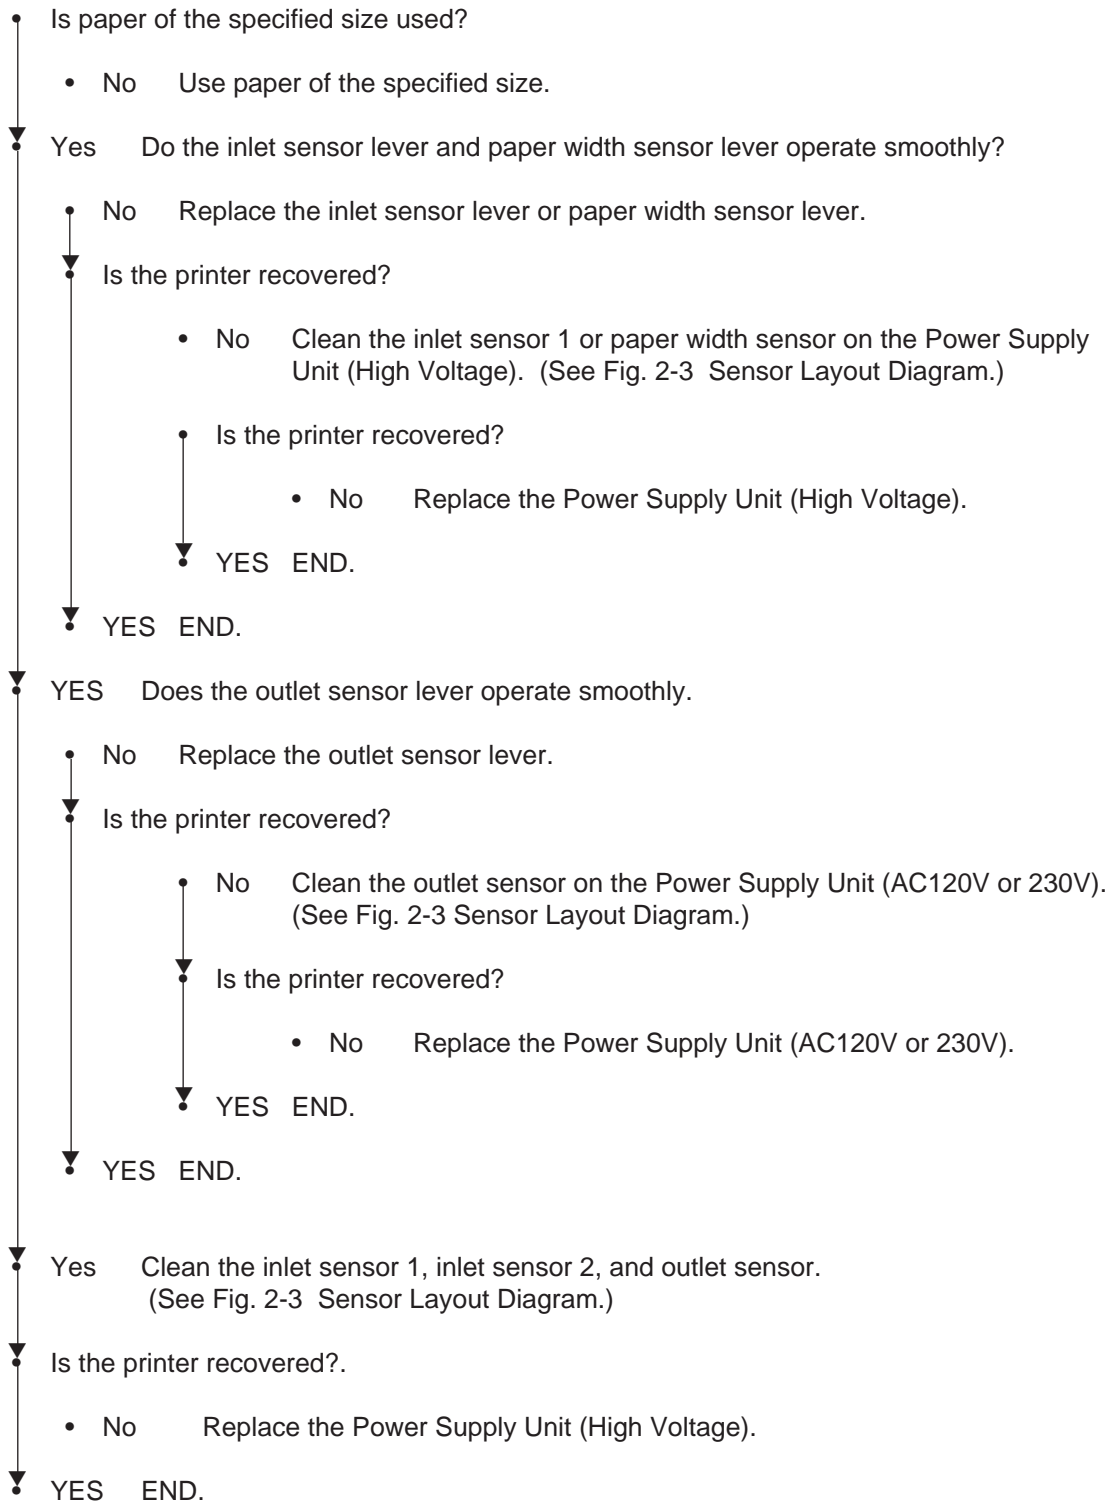 Is paper of the specified size used?
• No Use paper of the specified size.
Yes Do the inlet sensor lever and paper width sensor lever operate smoothly?
No Replace the inlet sensor lever or paper width sensor lever.
Is the printer recovered?
• No Clean the inlet sensor 1 or paper width sensor on the Power Supply
Unit (High Voltage). (See Fig. 2-3 Sensor Layout Diagram.)
Is the printer recovered?
• No Replace the Power Supply Unit (High Voltage).
YES END.
YES END.
YES Does the outlet sensor lever operate smoothly.
No Replace the outlet sensor lever.
Is the printer recovered?
No Clean the outlet sensor on the Power Supply Unit (AC120V or 230V).
(See Fig. 2-3 Sensor Layout Diagram.)
Is the printer recovered?
• No Replace the Power Supply Unit (AC120V or 230V).
YES END.
YES END.
Yes Clean the inlet sensor 1, inlet sensor 2, and outlet sensor.
(See Fig. 2-3 Sensor Layout Diagram.)
Is the printer recovered?.
• No Replace the Power Supply Unit (High Voltage).
YES END.